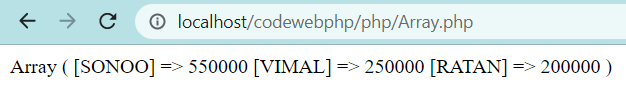 localhost/codewebphp/php/Array.php
Array ( [SONOO] => 550000 [VIMAL] => 250000 [RATAN] => 200000 )